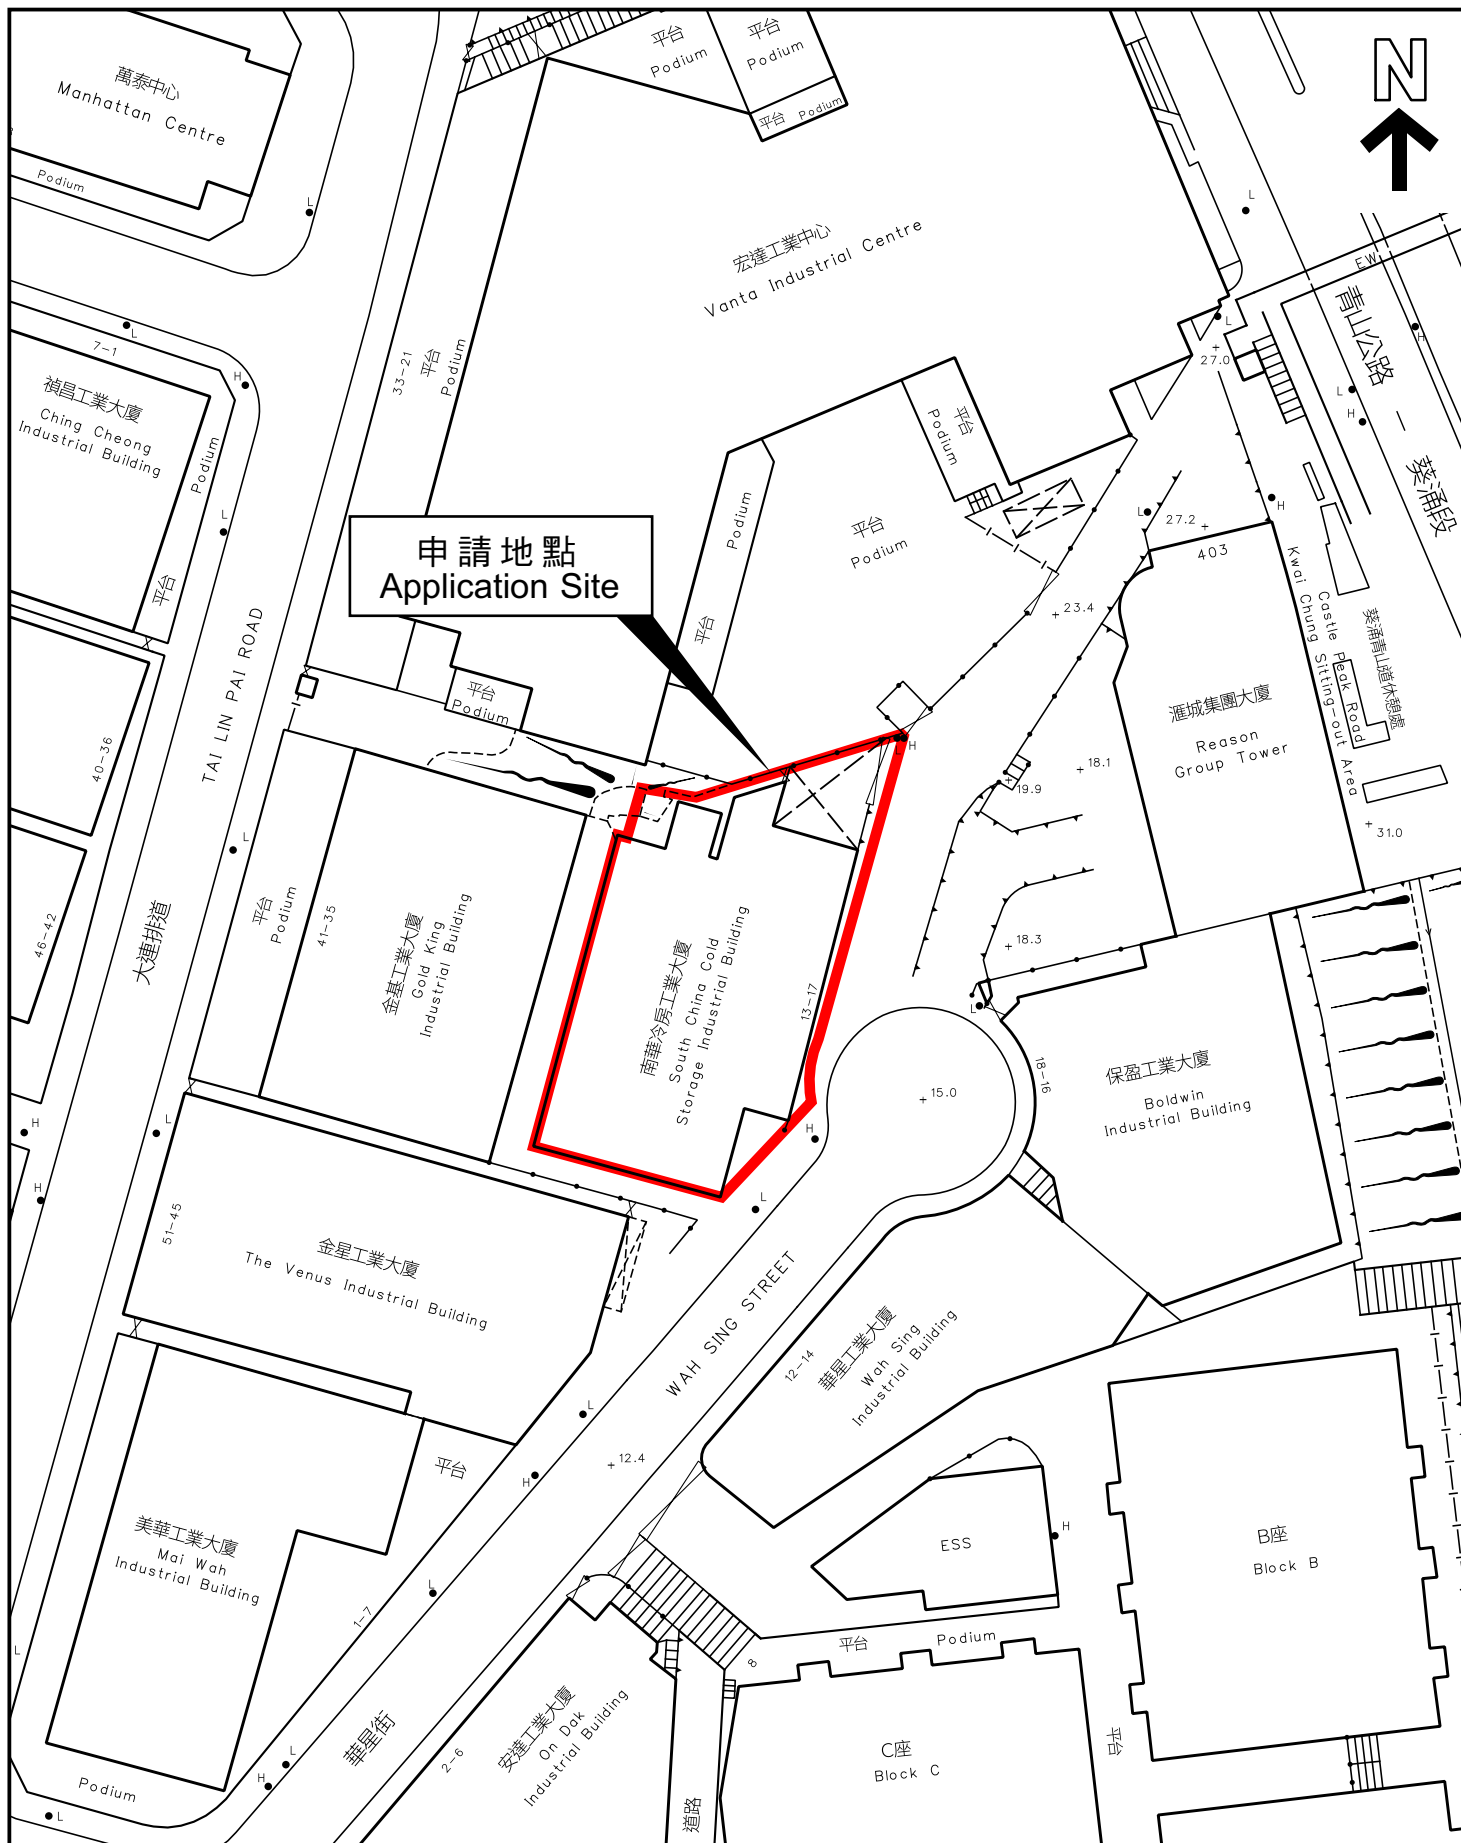 萬泰中心
Manhattan Centre
Podium
平台
Podium
平台
Podium
平台 Podium
N
宏達工業中心
Vanta Industrial Centre
33-21
平台
Podium
7-1
禎昌工業大廈
Ching Cheong
Industrial Building
平台
Podium
EW
青山公路 — 葵涌段
27.0
平台
Podium
平台
Podium
平台
Podium
27.2
403
23.4
申請地點
Application Site
TAI LIN PAI ROAD
大連排道
平台
Podium
滙城集團大廈
Reason
Group Tower
葵涌青山道休憩處
Castle Peak Road
Kwai Chung Sitting-out Area
18.1
19.9
31.0
18.3
40-36
46-42
平台
Podium
41-35
金基工業大廈
Gold King
Industrial Building
南華冷房工業大廈
South China Cold
Storage Industrial Building
13-17
15.0
18-16
保盈工業大廈
Boldwin
Industrial Building
51-45
金星工業大廈
The Venus Industrial Building
WAH SING STREET
華星街
12-14
華星工業大廈
Wah Sing
Industrial Building
12.4
平台
美華工業大廈
Mai Wah
Industrial Building
1-7
Podium
2-6
安達工業大廈
On Dak
Industrial Building
道路
8
ESS
平台 Podium
B座
Block B
C座
Block C
平台
L
H